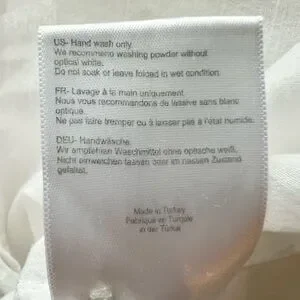 US- Hand wash only
We recommend washing powder without
optical white.
Do not soak or leave folded in wet condition.
FR- Lavage à la main uniquement.
Nous vous recommandons de lessive sans blanc
optique.
Ne pas faire tremper ou à laisser pas à l'état humide.
DEU- Handwäsche.
Wir empfehlen Waschmittel ohne optische weiß.
Nicht einweichen lassen oder im nassen Zustand
gefaltet.
Made in Turkey
Fabriqué en Turquie
in der Türkei